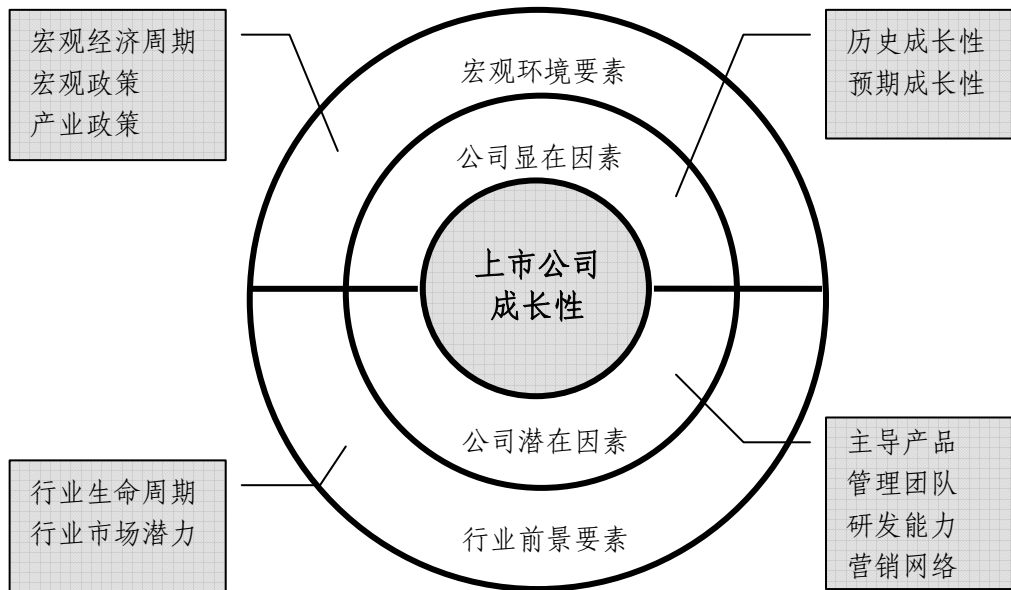 宏观经济周期
宏观政策
产业政策
宏观环境要素
历史成长性
预期成长性
公司显在因素
上市公司
成长性
公司潜在因素
行业生命周期
行业市场潜力
行业前景要素
主导产品
管理团队
研发能力
营销网络